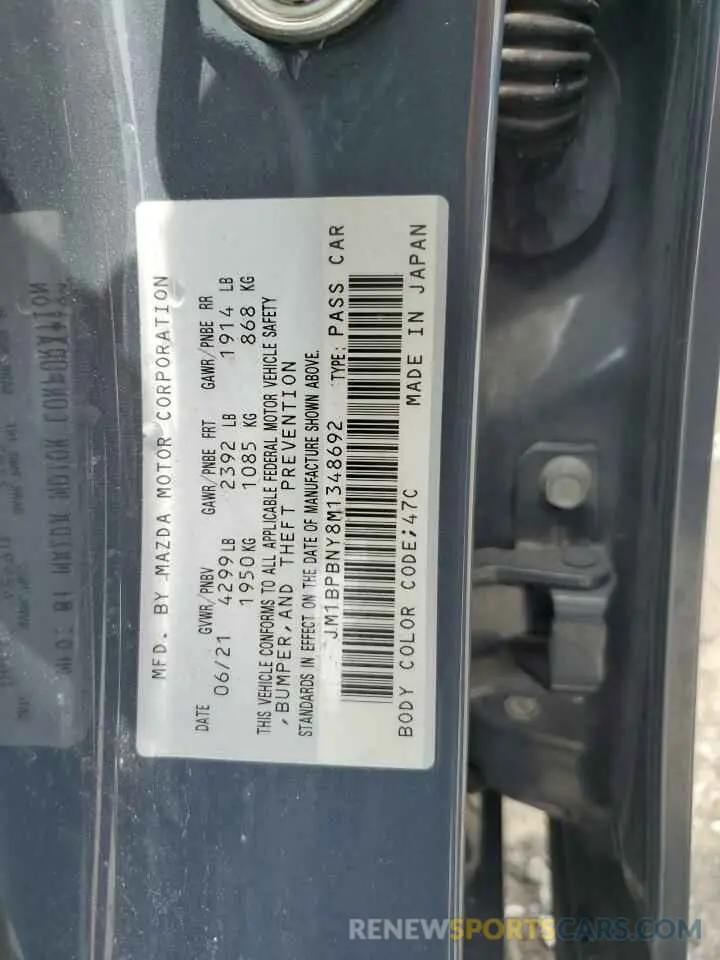 MFD. BY MAZDA MOTOR CORPORATION
DATE GVWR/PNBV GAWR/PNBE FRT GAWR/PNBE RR
06/21 4299 LB 2392 LB 1914 LB
1950 KG 1085 KG 868 KG
THIS VEHICLE CONFORMS TO ALL APPLICABLE FEDERAL MOTOR VEHICLE SAFETY
,BUMPER,AND THEFT PREVENTION
STANDARDS IN EFFECT ON THE DATE OF MANUFACTURE SHOWN ABOVE.
JM1BPBNY8M1348692 TYPE: PASS CAR
BODY COLOR CODE;47C MADE IN JAPAN
RENEWSPORTCARS.COM